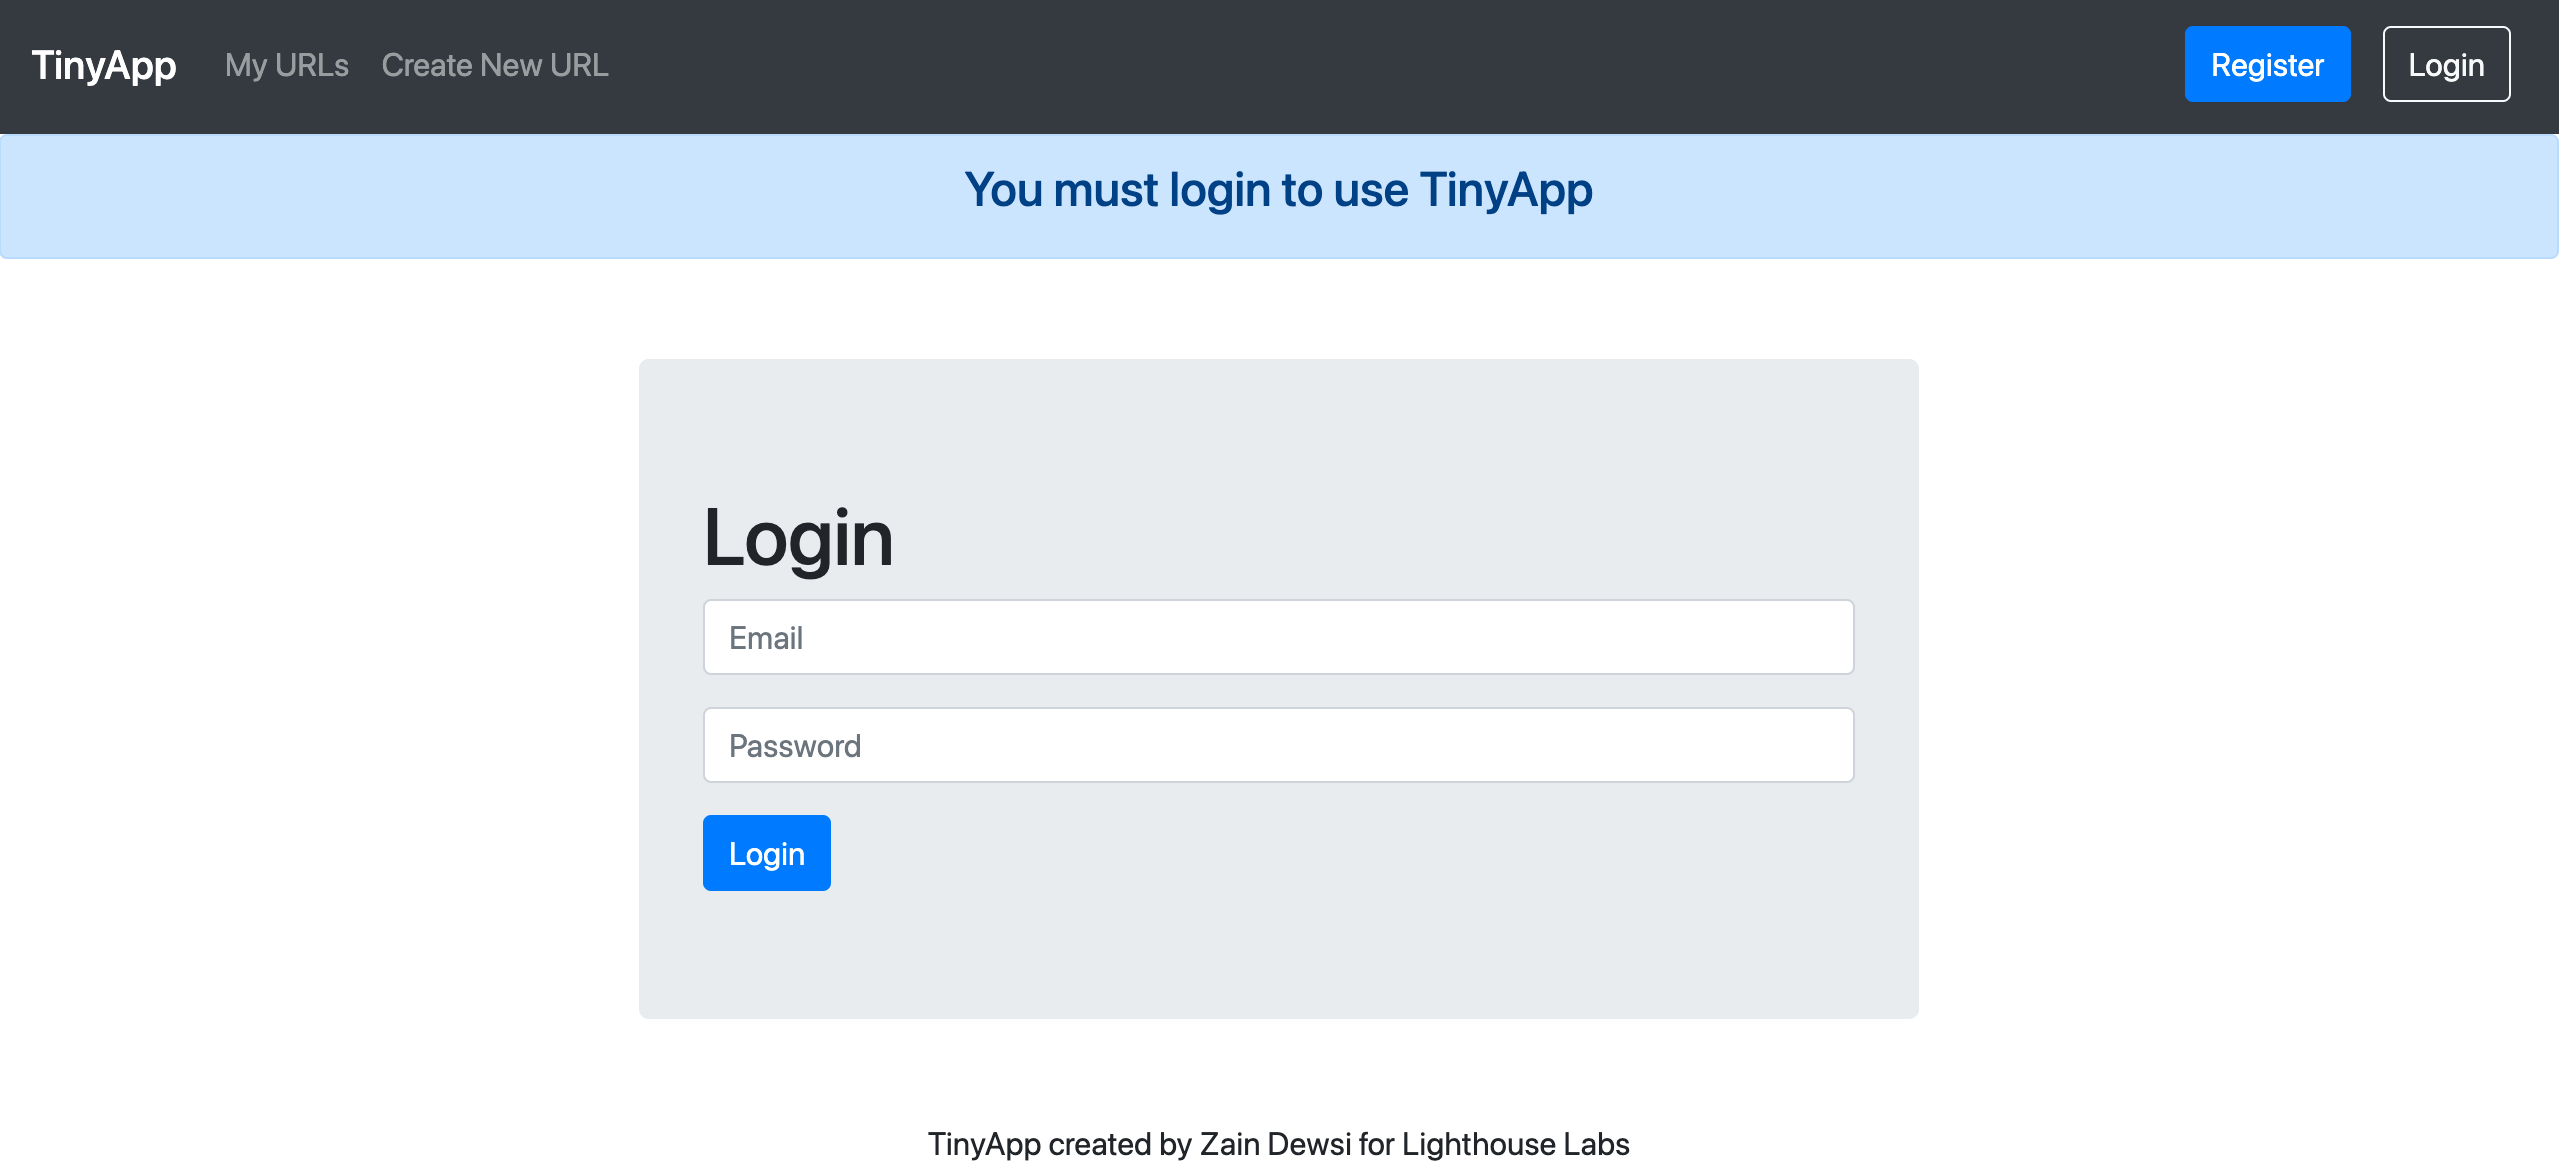 TinyApp My URLs Create New URL Register Login
You must login to use TinyApp
Login
Email
Password
Login
TinyApp created by Zain Dewsi for Lighthouse Labs